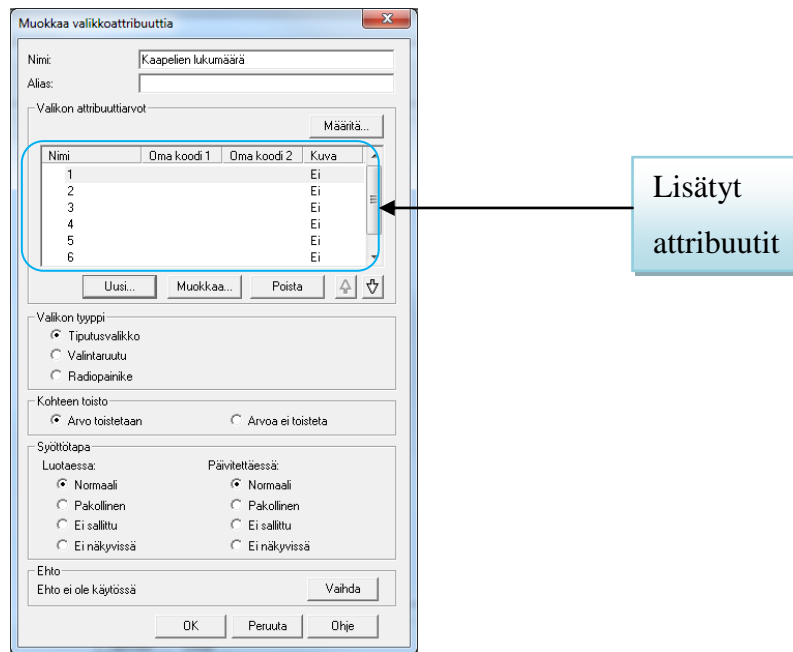 Muokkaa valikkoattribuuttia
Nimi: Kaapelien lukumäärä
Alias:
Valikon attribuuttiarvot
Määritä...
Nimi Oma koodi 1 Oma koodi 2 Kuva
1 Ei
2 Ei
3 Ei
4 Ei
5 Ei
6 Ei
Uusi... Muokkaa... Poista
Valikon tyyppi
Tiputusvalikko
Valintaruutu
Radiopainike
Kohteen toisto
Arvo toistetaan Arvoa ei toisteta
Syöttötapa
Luotaessa: Päivitettäessä:
Normaali Normaali
Pakollinen Pakollinen
Ei sallittu Ei sallittu
Ei näkyvissä Ei näkyvissä
Ehto
Ehto ei ole käytössä Vaihda
OK Peruuta Ohje
Lisätyt
attribuutit